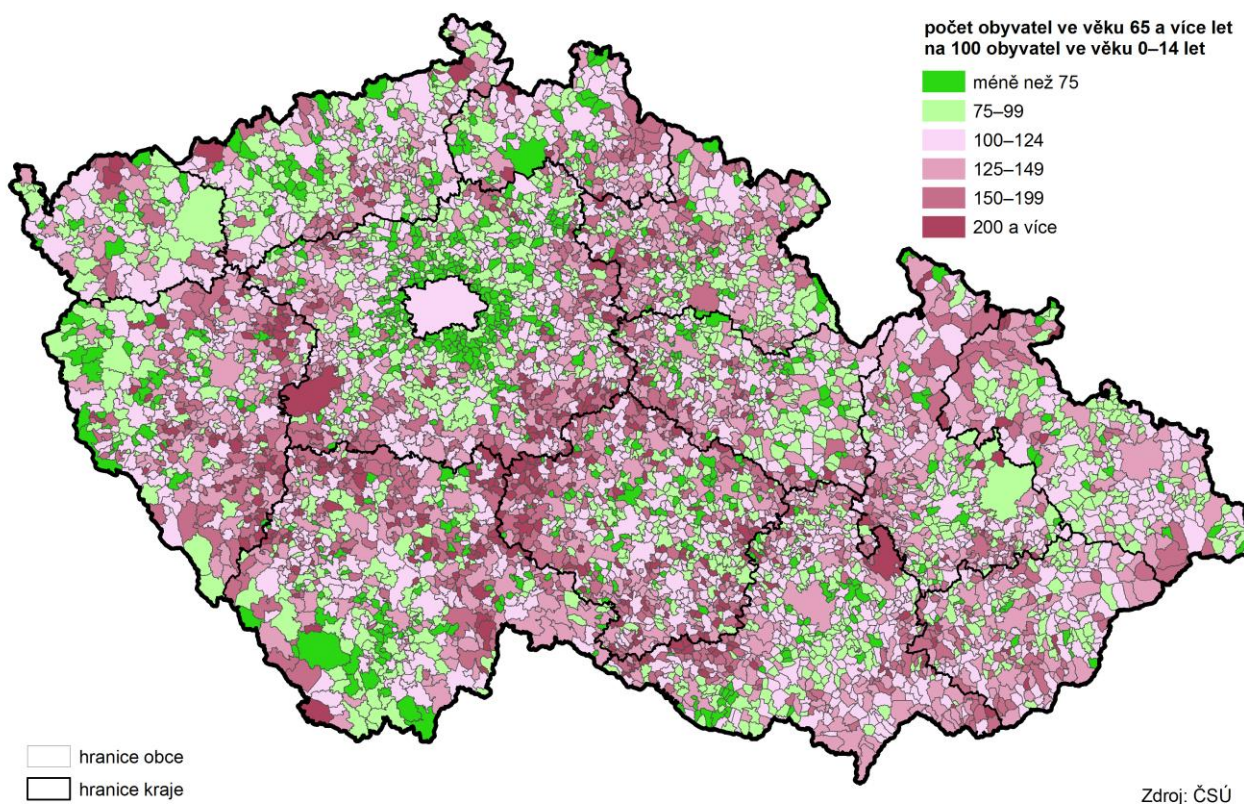 počet obyvatel ve věku 65 a více let
na 100 obyvatel ve věku 0–14 let
méně než 75
75–99
100–124
125–149
150–199
200 a více
hranice obce
hranice kraje
Zdroj: ČSÚ